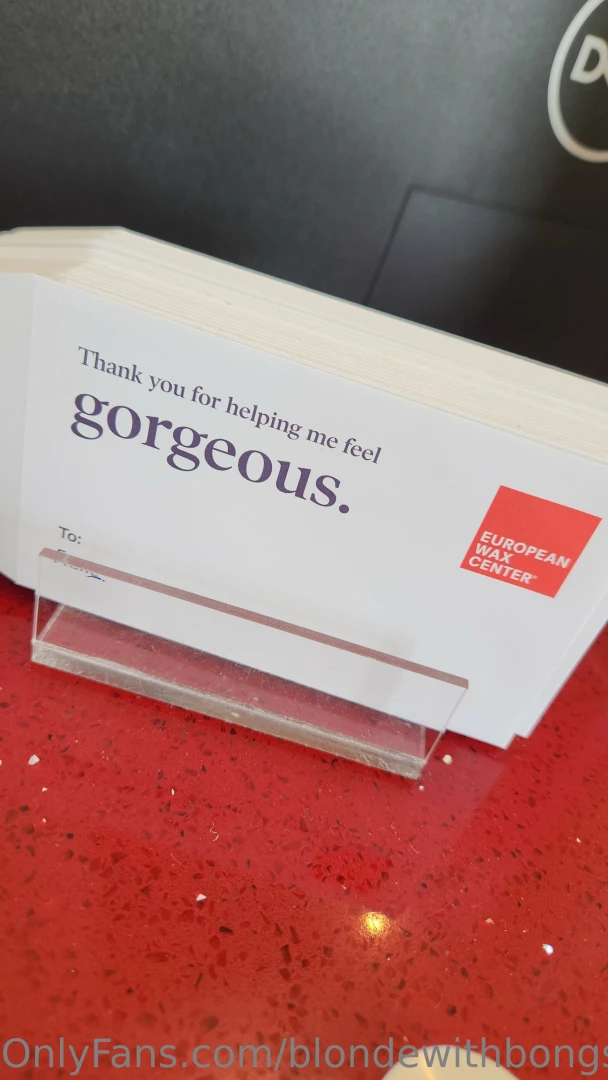 Thank you for helping me feel
gorgeous.
To:
EUROPEAN
WAX
CENTER
OnlyFans.com/blondewithbongs